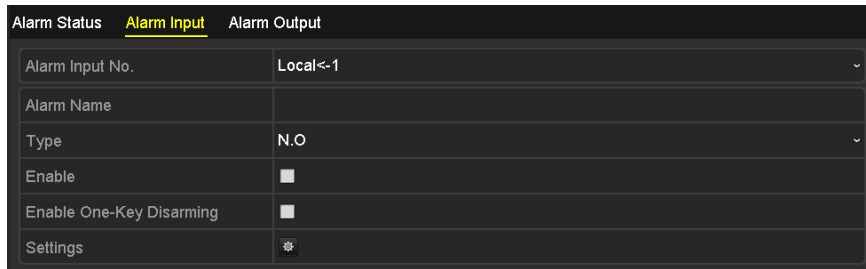 Alarm Status Alarm Input Alarm Output
Alarm Input No. Local<-1
Alarm Name
Type N.O
Enable
Enable One-Key Disarming
Settings